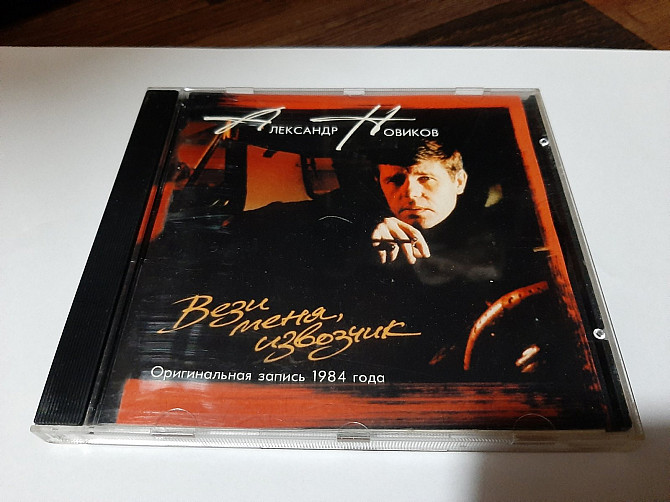 Александр Новиков
Вези
меня,
извозчик
Оригинальная запись 1984 года